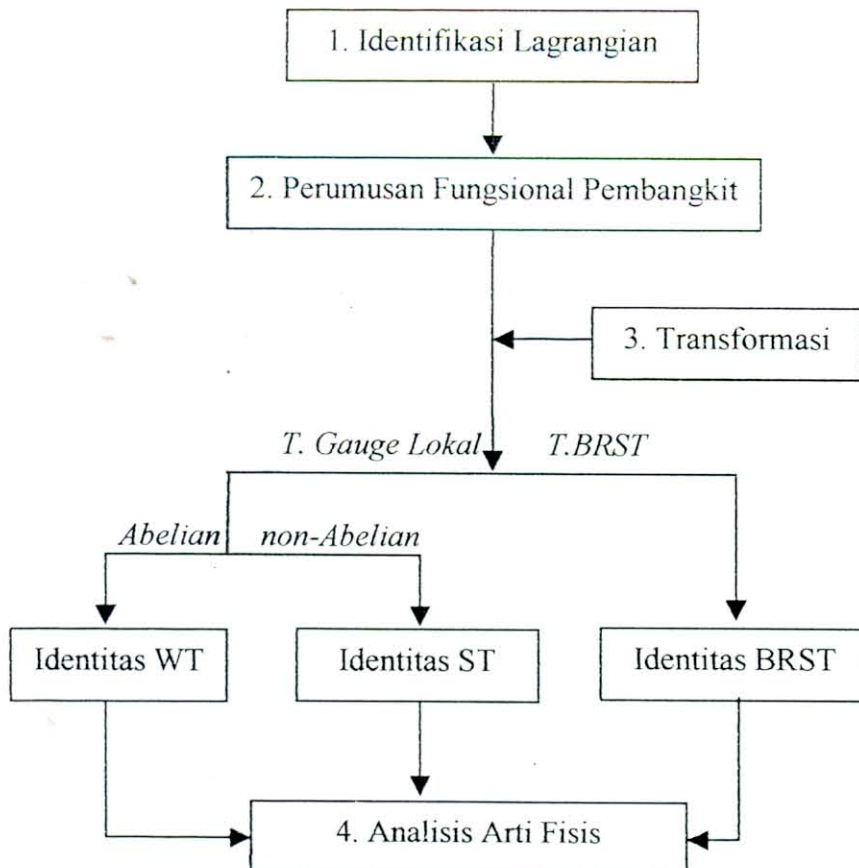 1. Identifikasi Lagrangian
2. Perumusan Fungsional Pembangkit
3. Transformasi
T. Gauge Lokal
T.BRST
Abelian
non-Abelian
Identitas WT
Identitas ST
Identitas BRST
4. Analisis Arti Fisis